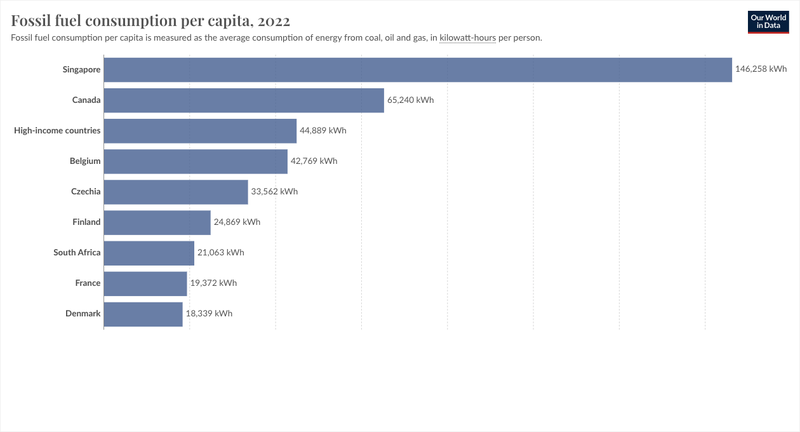 Fossil fuel consumption per capita, 2022
Our World
in Data
Fossil fuel consumption per capita is measured as the average consumption of energy from coal, oil and gas, in kilowatt-hours per person.
Singapore 146,258 kWh
Canada 65,240 kWh
High-income countries 44,889 kWh
Belgium 42,769 kWh
Czechia 33,562 kWh
Finland 24,869 kWh
South Africa 21,063 kWh
France 19,372 kWh
Denmark 18,339 kWh